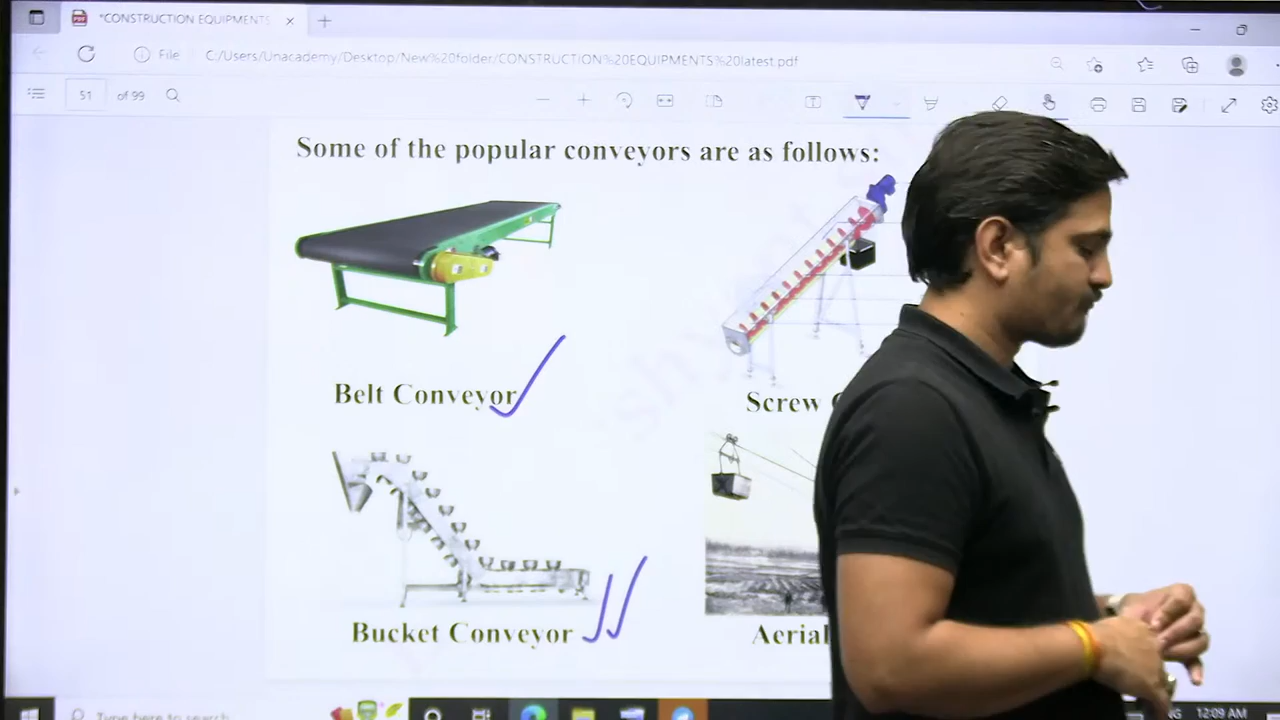 *CONSTRUCTION EQUIPMENTS
File
C:/Users/Unacademy/Desktop/New%20folder/CONSTRUCTION%20EQUIPMENTS%20latest.pdf
51 of 99
Some of the popular conveyors are as follows:
Belt Conveyor
Screw
Bucket Conveyor
Aerial
Type here to search
12:09 AM